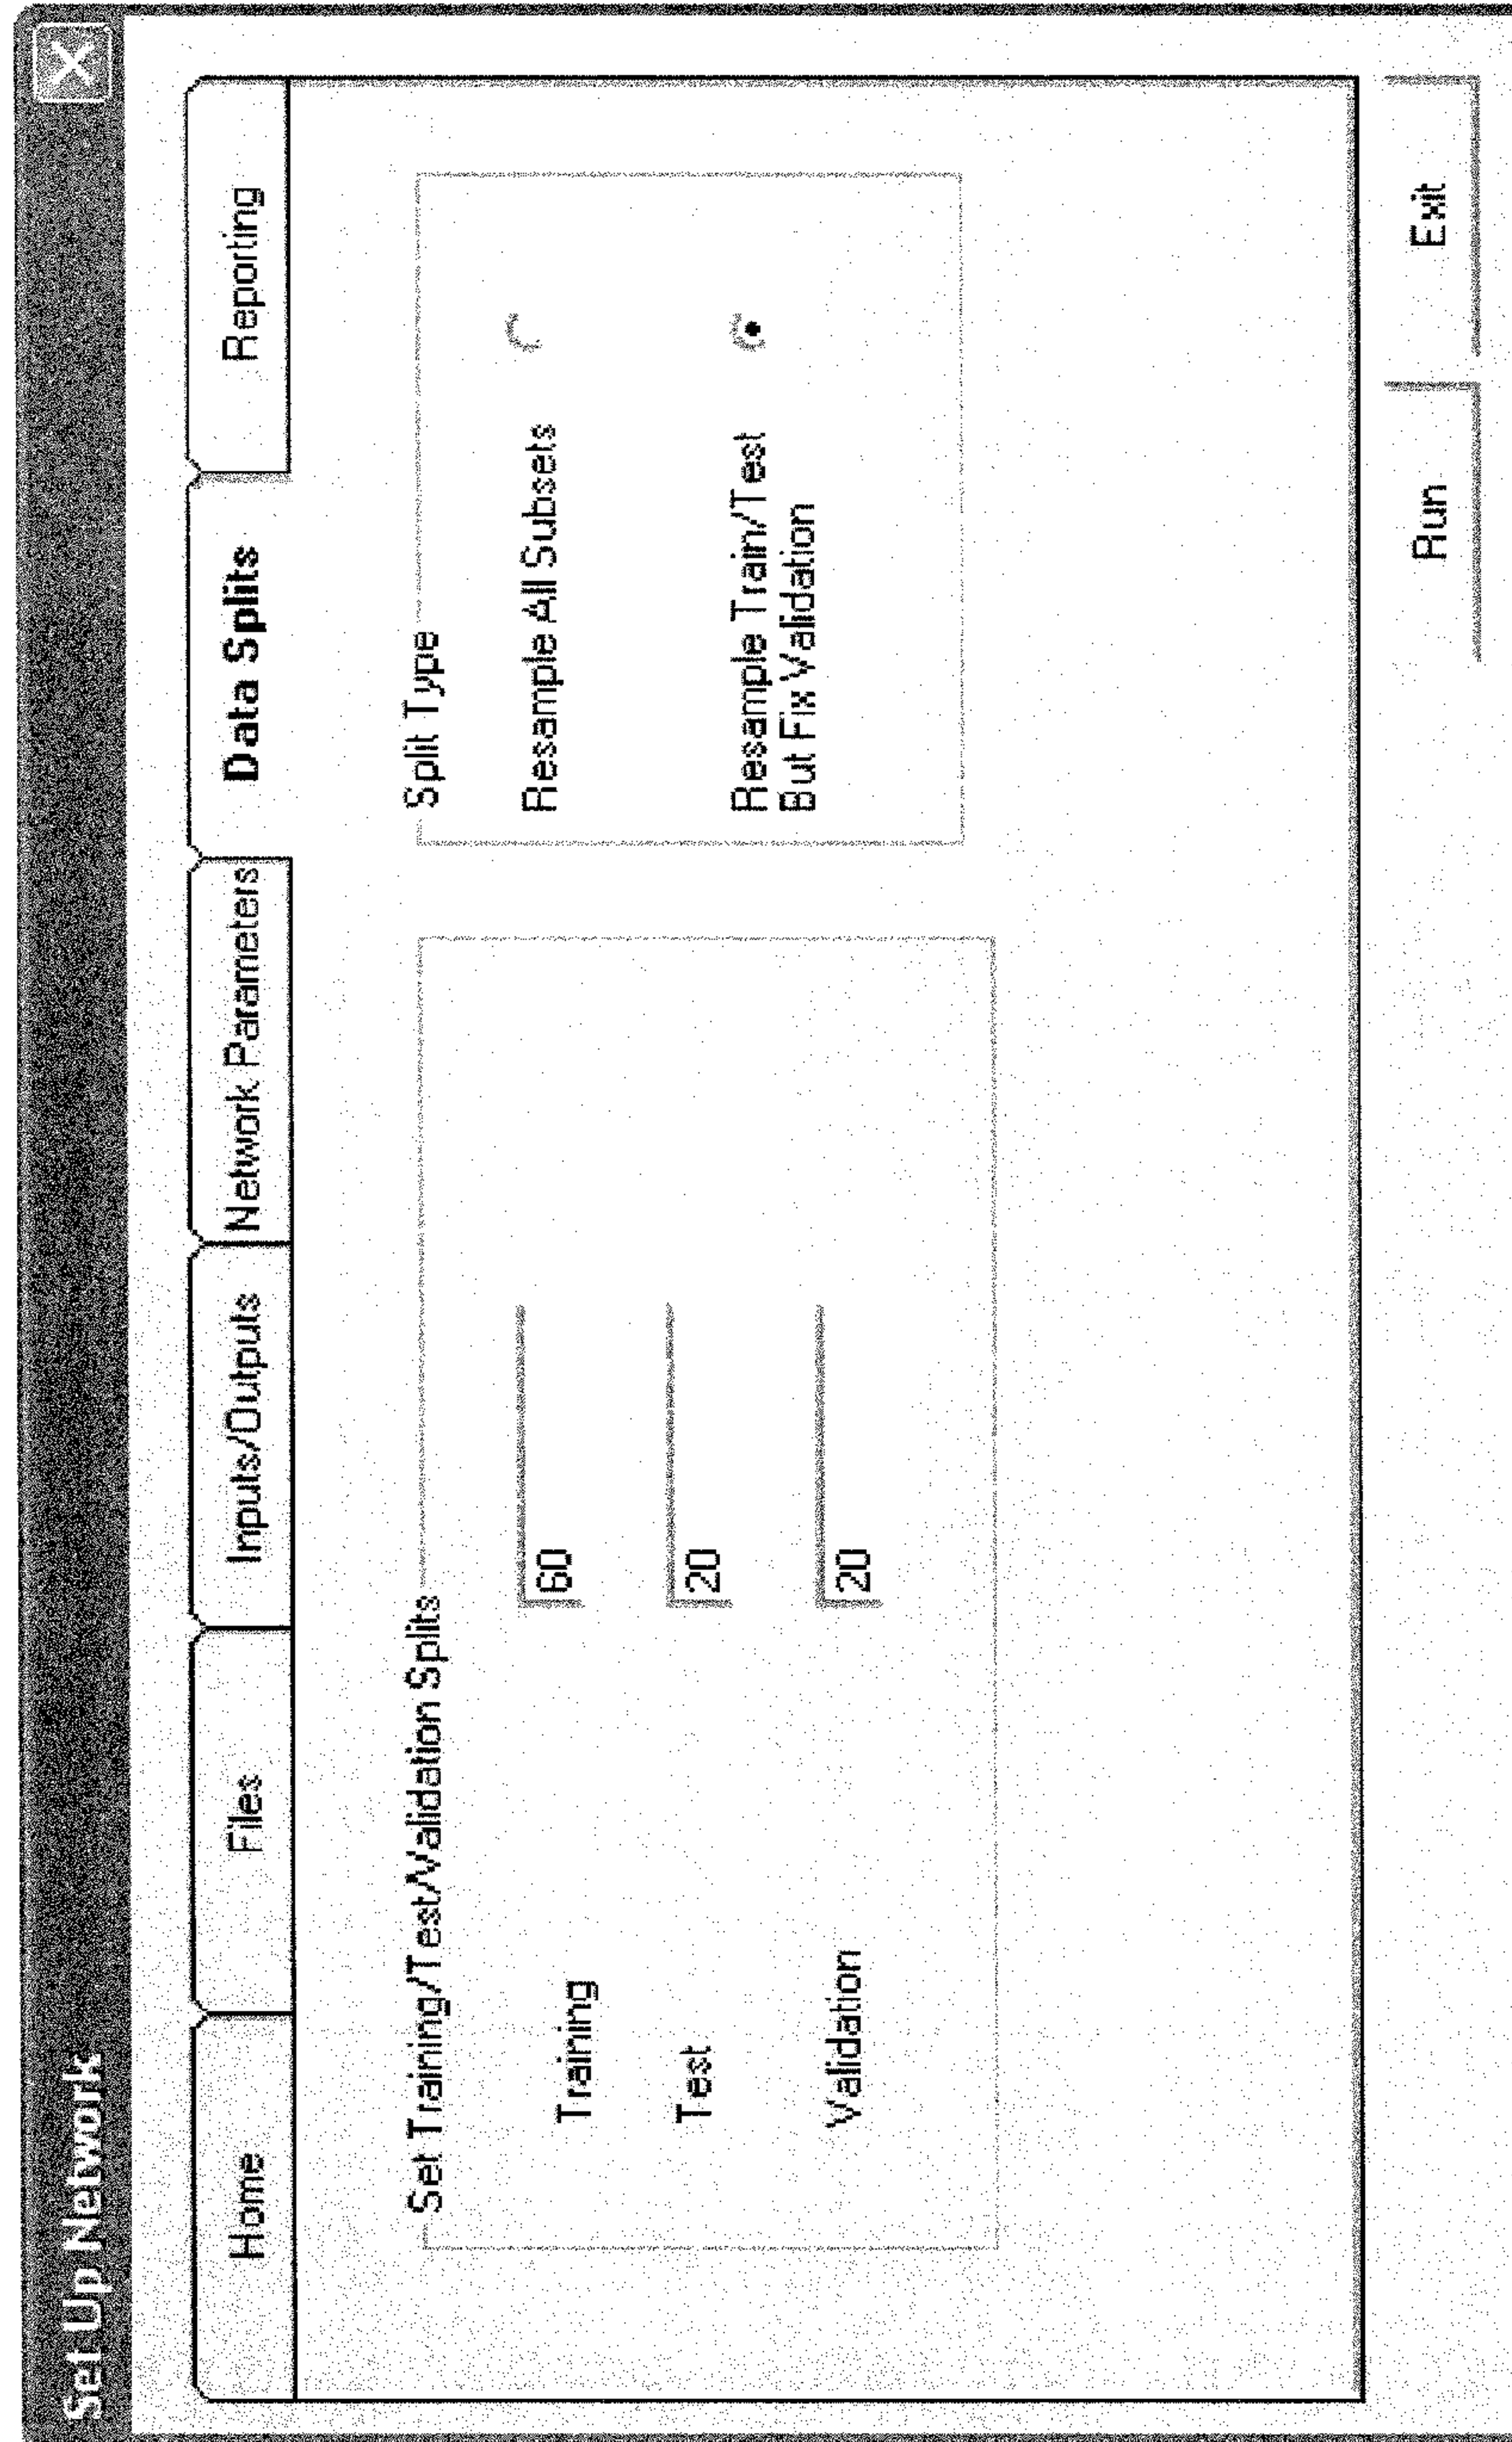 Set Up Network
Home
Files
Inputs/Outputs
Network Parameters
Data Splits
Reporting
Set Training/Test/Validation Splits
Training
60
Test
20
Validation
20
Split Type
Resample All Subsets
Resample Train/Test
But Fix Validation
Run
Exit